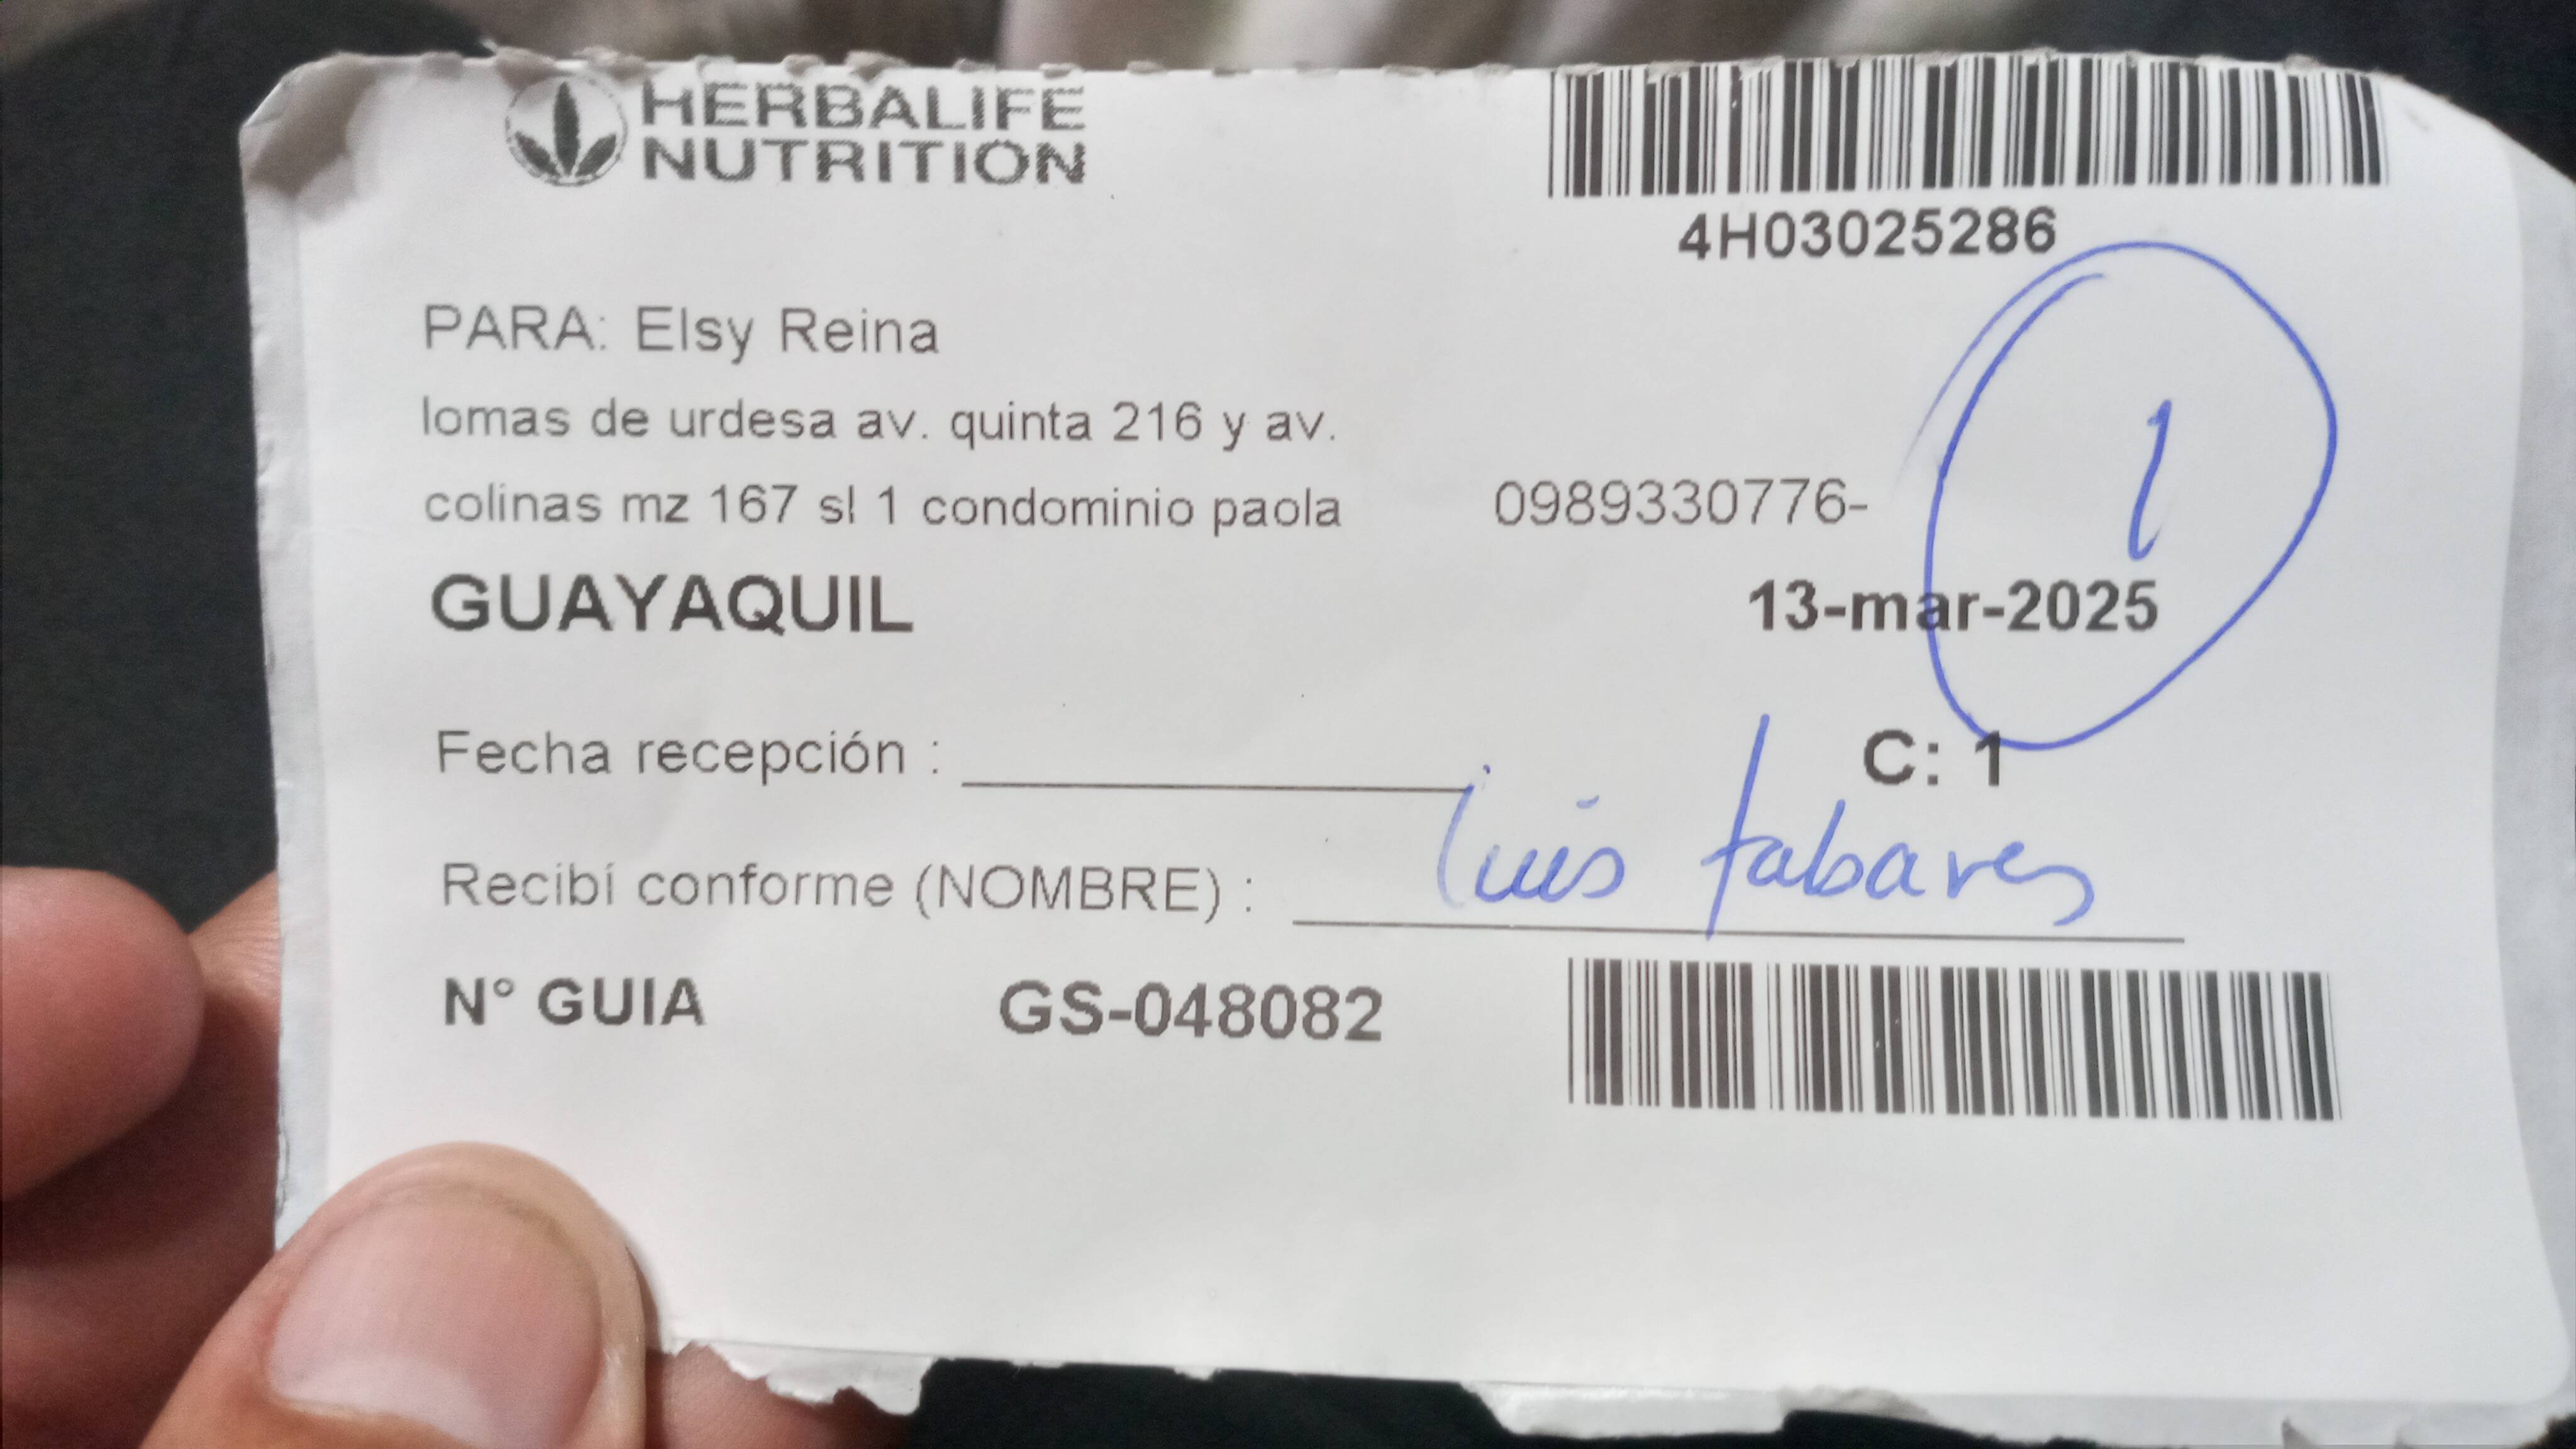 HERBALIFE
NUTRITION
4H03025286
PARA: Elsy Reina
lomas de urdesa av. quinta 216 y av.
colinas mz 167 sl 1 condominio paola 0989330776-
1
GUAYAQUIL 13-mar-2025
Fecha recepción : C: 1
Recibí conforme (NOMBRE) : luis tabares
N° GUIA GS-048082